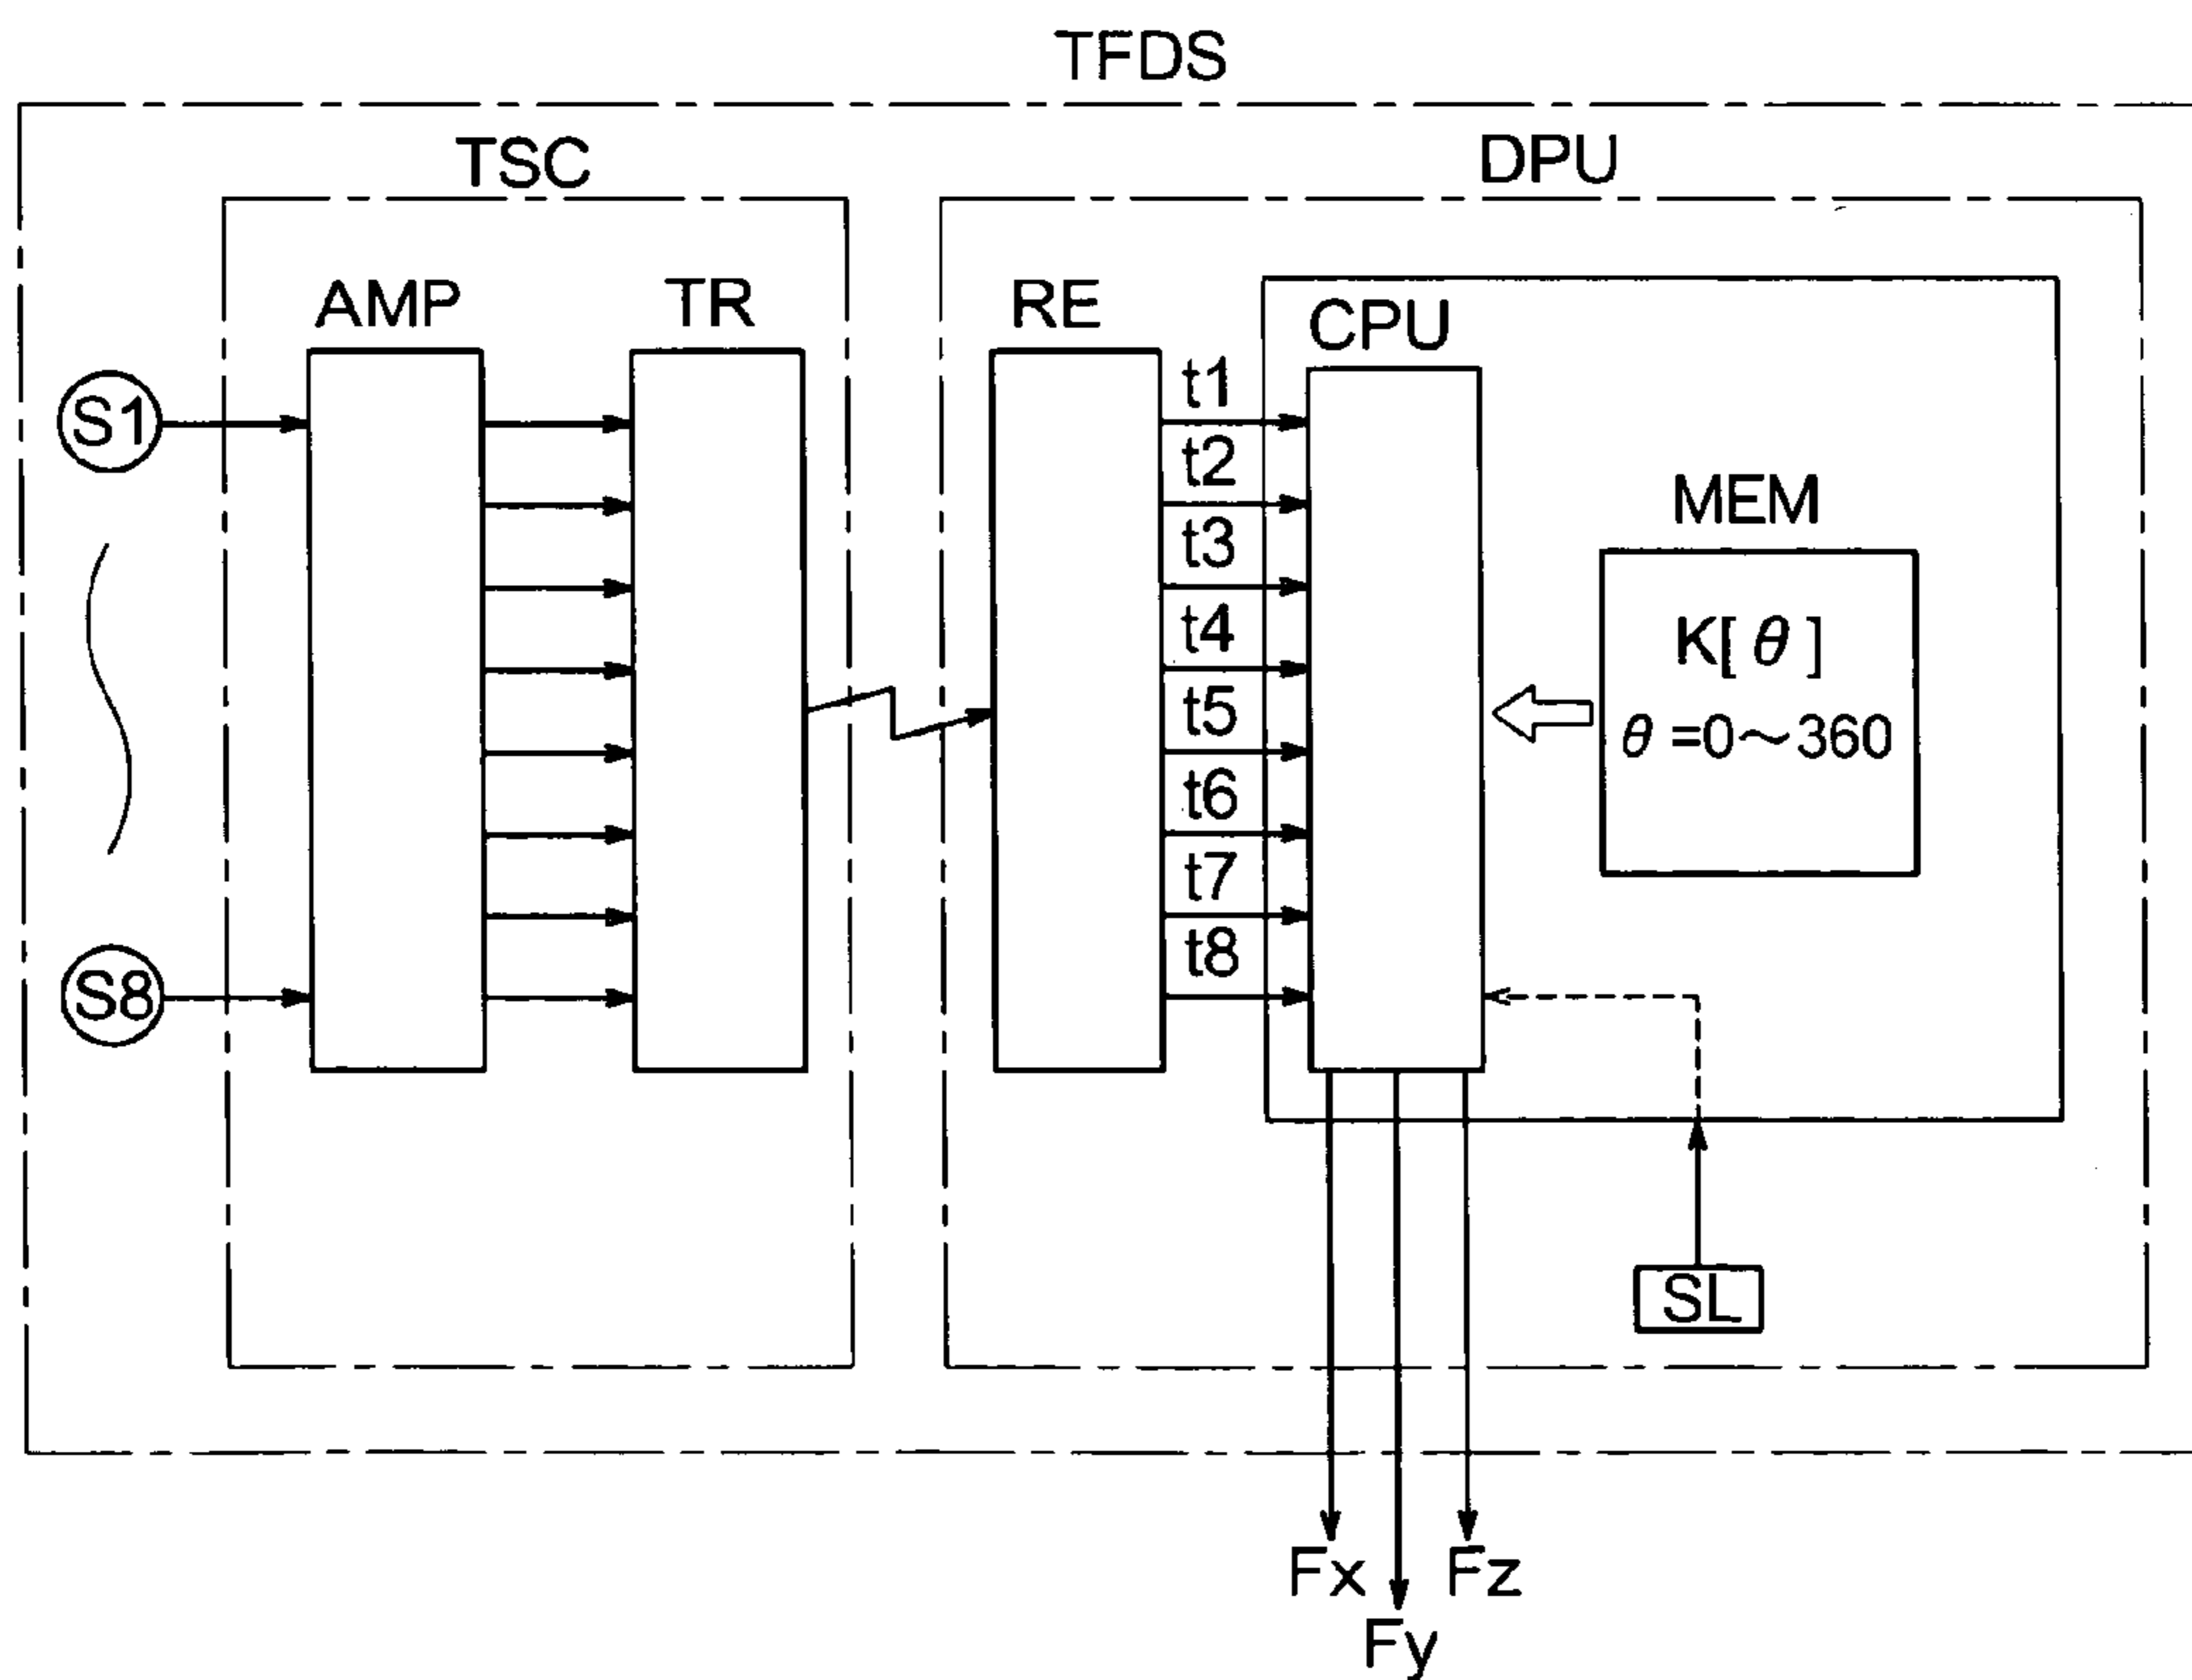 TFDS
TSC
DPU
AMP
TR
RE
CPU
S1
t1
t2
t3
t4
t5
t6
t7
t8
MEM
K[ θ ]
θ =0～360
S8
SL
Fx
Fz
Fy